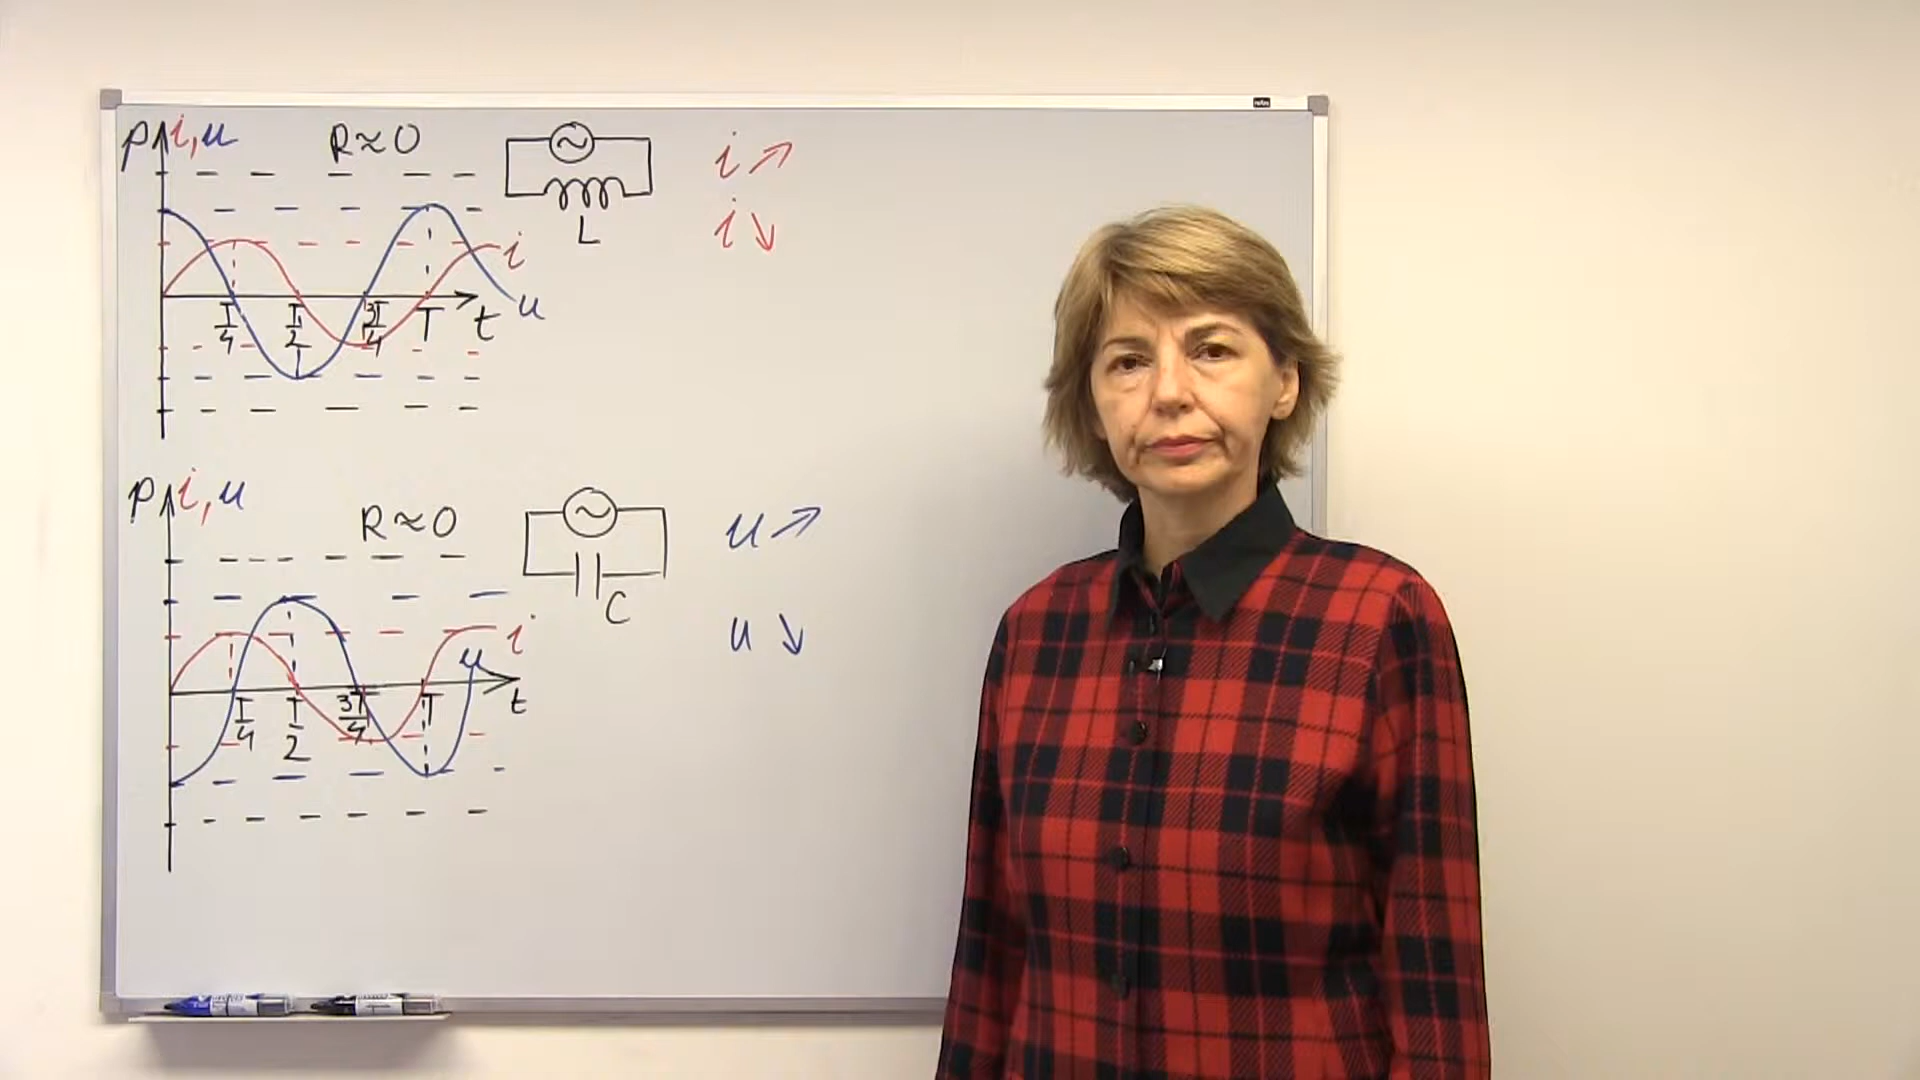 p i, u R≈0
i ↗
L
i ↘
i
u
T/4 T/2 3T/4 T t
p i, u
R≈0
u ↗
C
i
u ↘
u
T/4 T/2 3T/4 T t